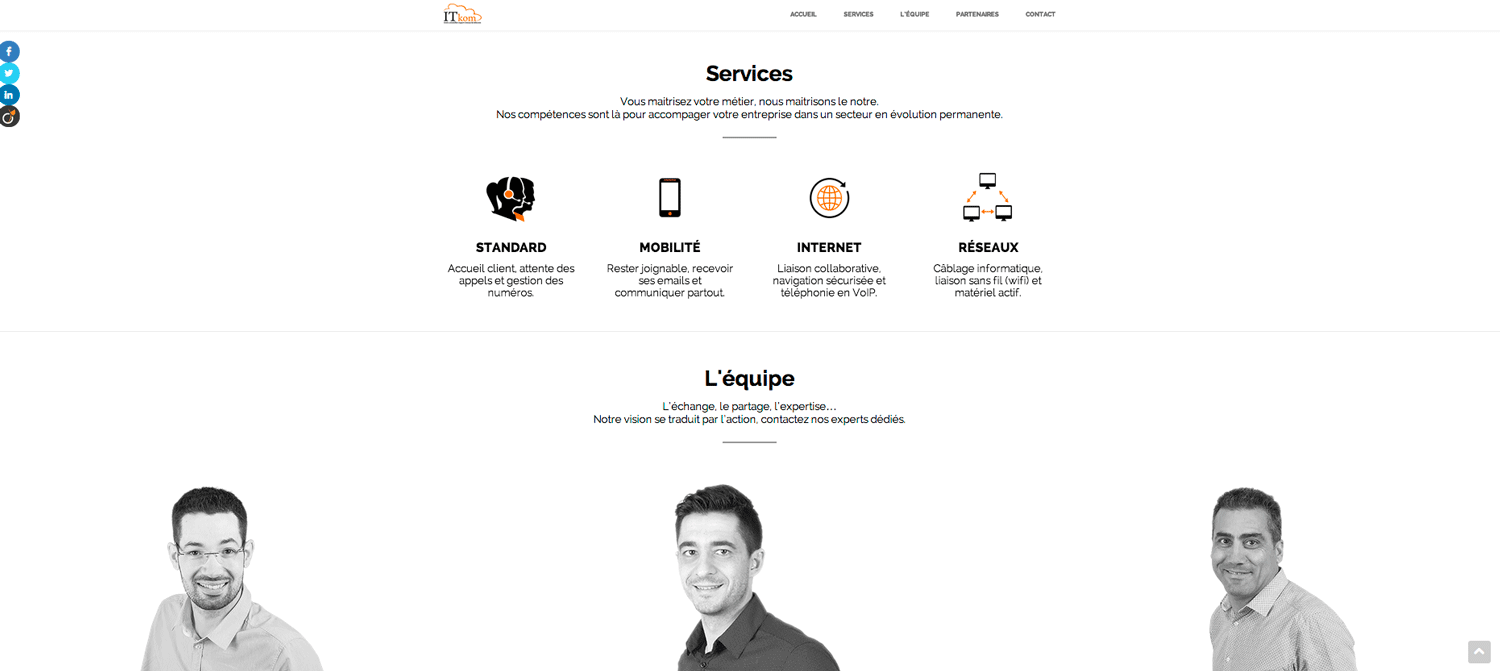 ITkom
ACCUEIL
SERVICES
L'ÉQUIPE
PARTENAIRES
CONTACT
Services
Vous maitrisez votre métier, nous maitrisons le notre.
Nos compétences sont là pour accompager votre entreprise dans un secteur en évolution permanente.
STANDARD
Accueil client, attente des
appels et gestion des
numéros.
MOBILITÉ
Rester joignable, recevoir
ses emails et
communiquer partout.
INTERNET
Liaison collaborative,
navigation sécurisée et
téléphonie en VoIP.
RÉSEAUX
Câblage informatique,
liaison sans fil (wifi) et
matériel actif.
L'équipe
L'échange, le partage, l'expertise…
Notre vision se traduit par l'action, contactez nos experts dédiés.